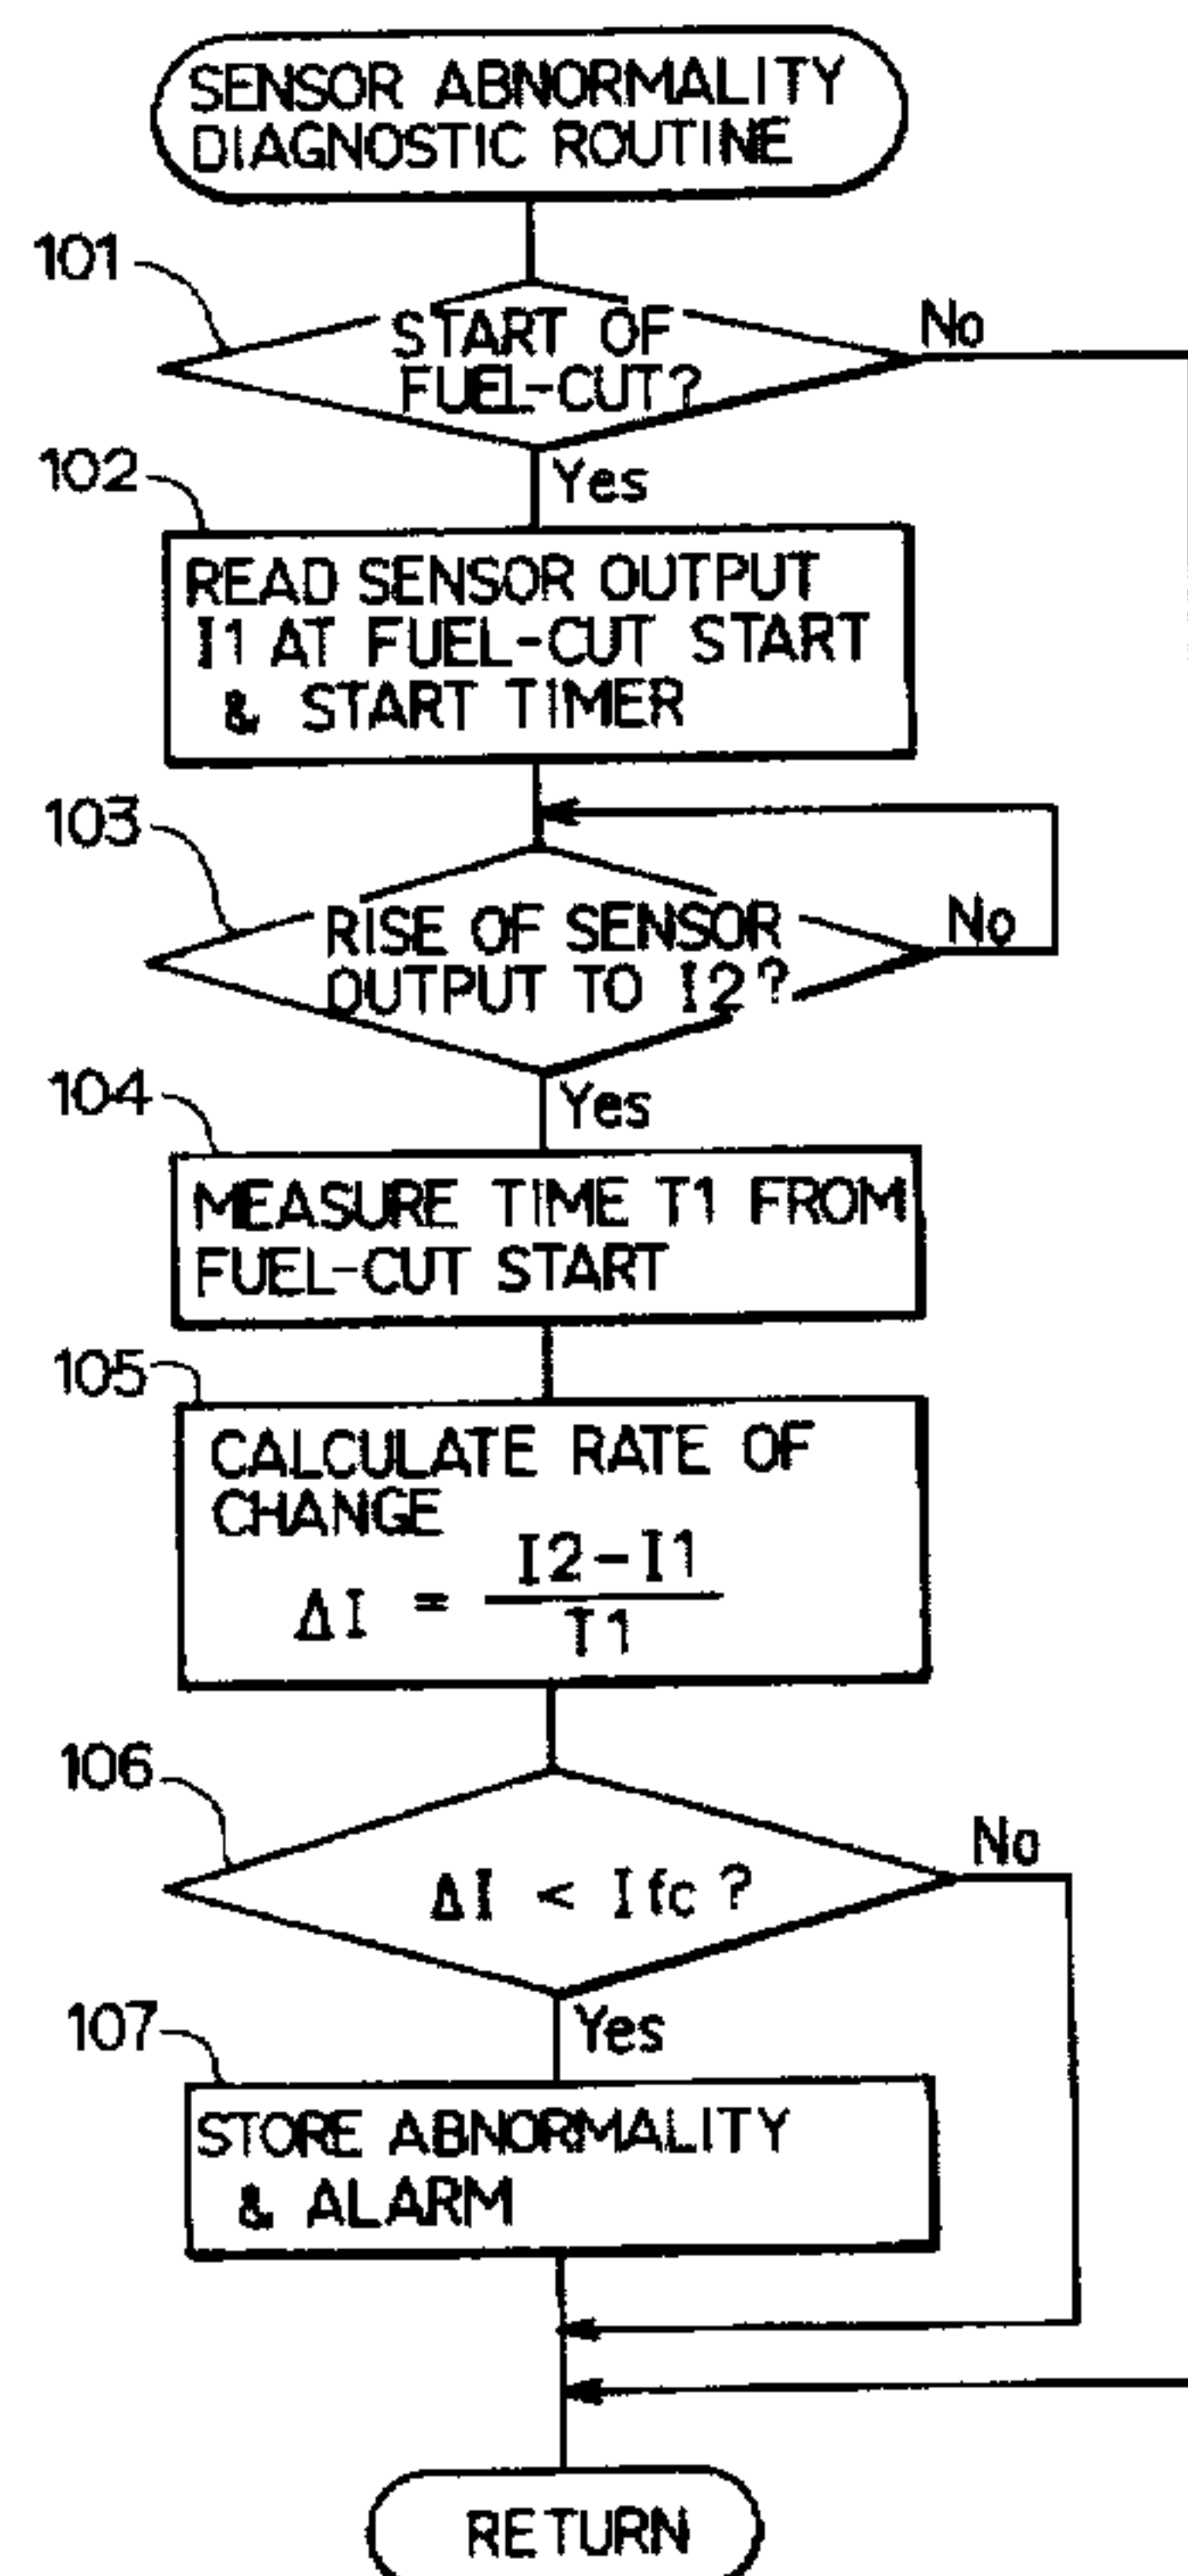 SENSOR ABNORMALITY
DIAGNOSTIC ROUTINE
101
START OF
FUEL-CUT?
No
Yes
102
READ SENSOR OUTPUT
I1 AT FUEL-CUT START
& START TIMER
103
RISE OF SENSOR
OUTPUT TO I2?
No
Yes
104
MEASURE TIME T1 FROM
FUEL-CUT START
105
CALCULATE RATE OF
CHANGE
ΔI = I2-I1
T1
106
ΔI < Ifc ?
No
Yes
107
STORE ABNORMALITY
& ALARM
RETURN